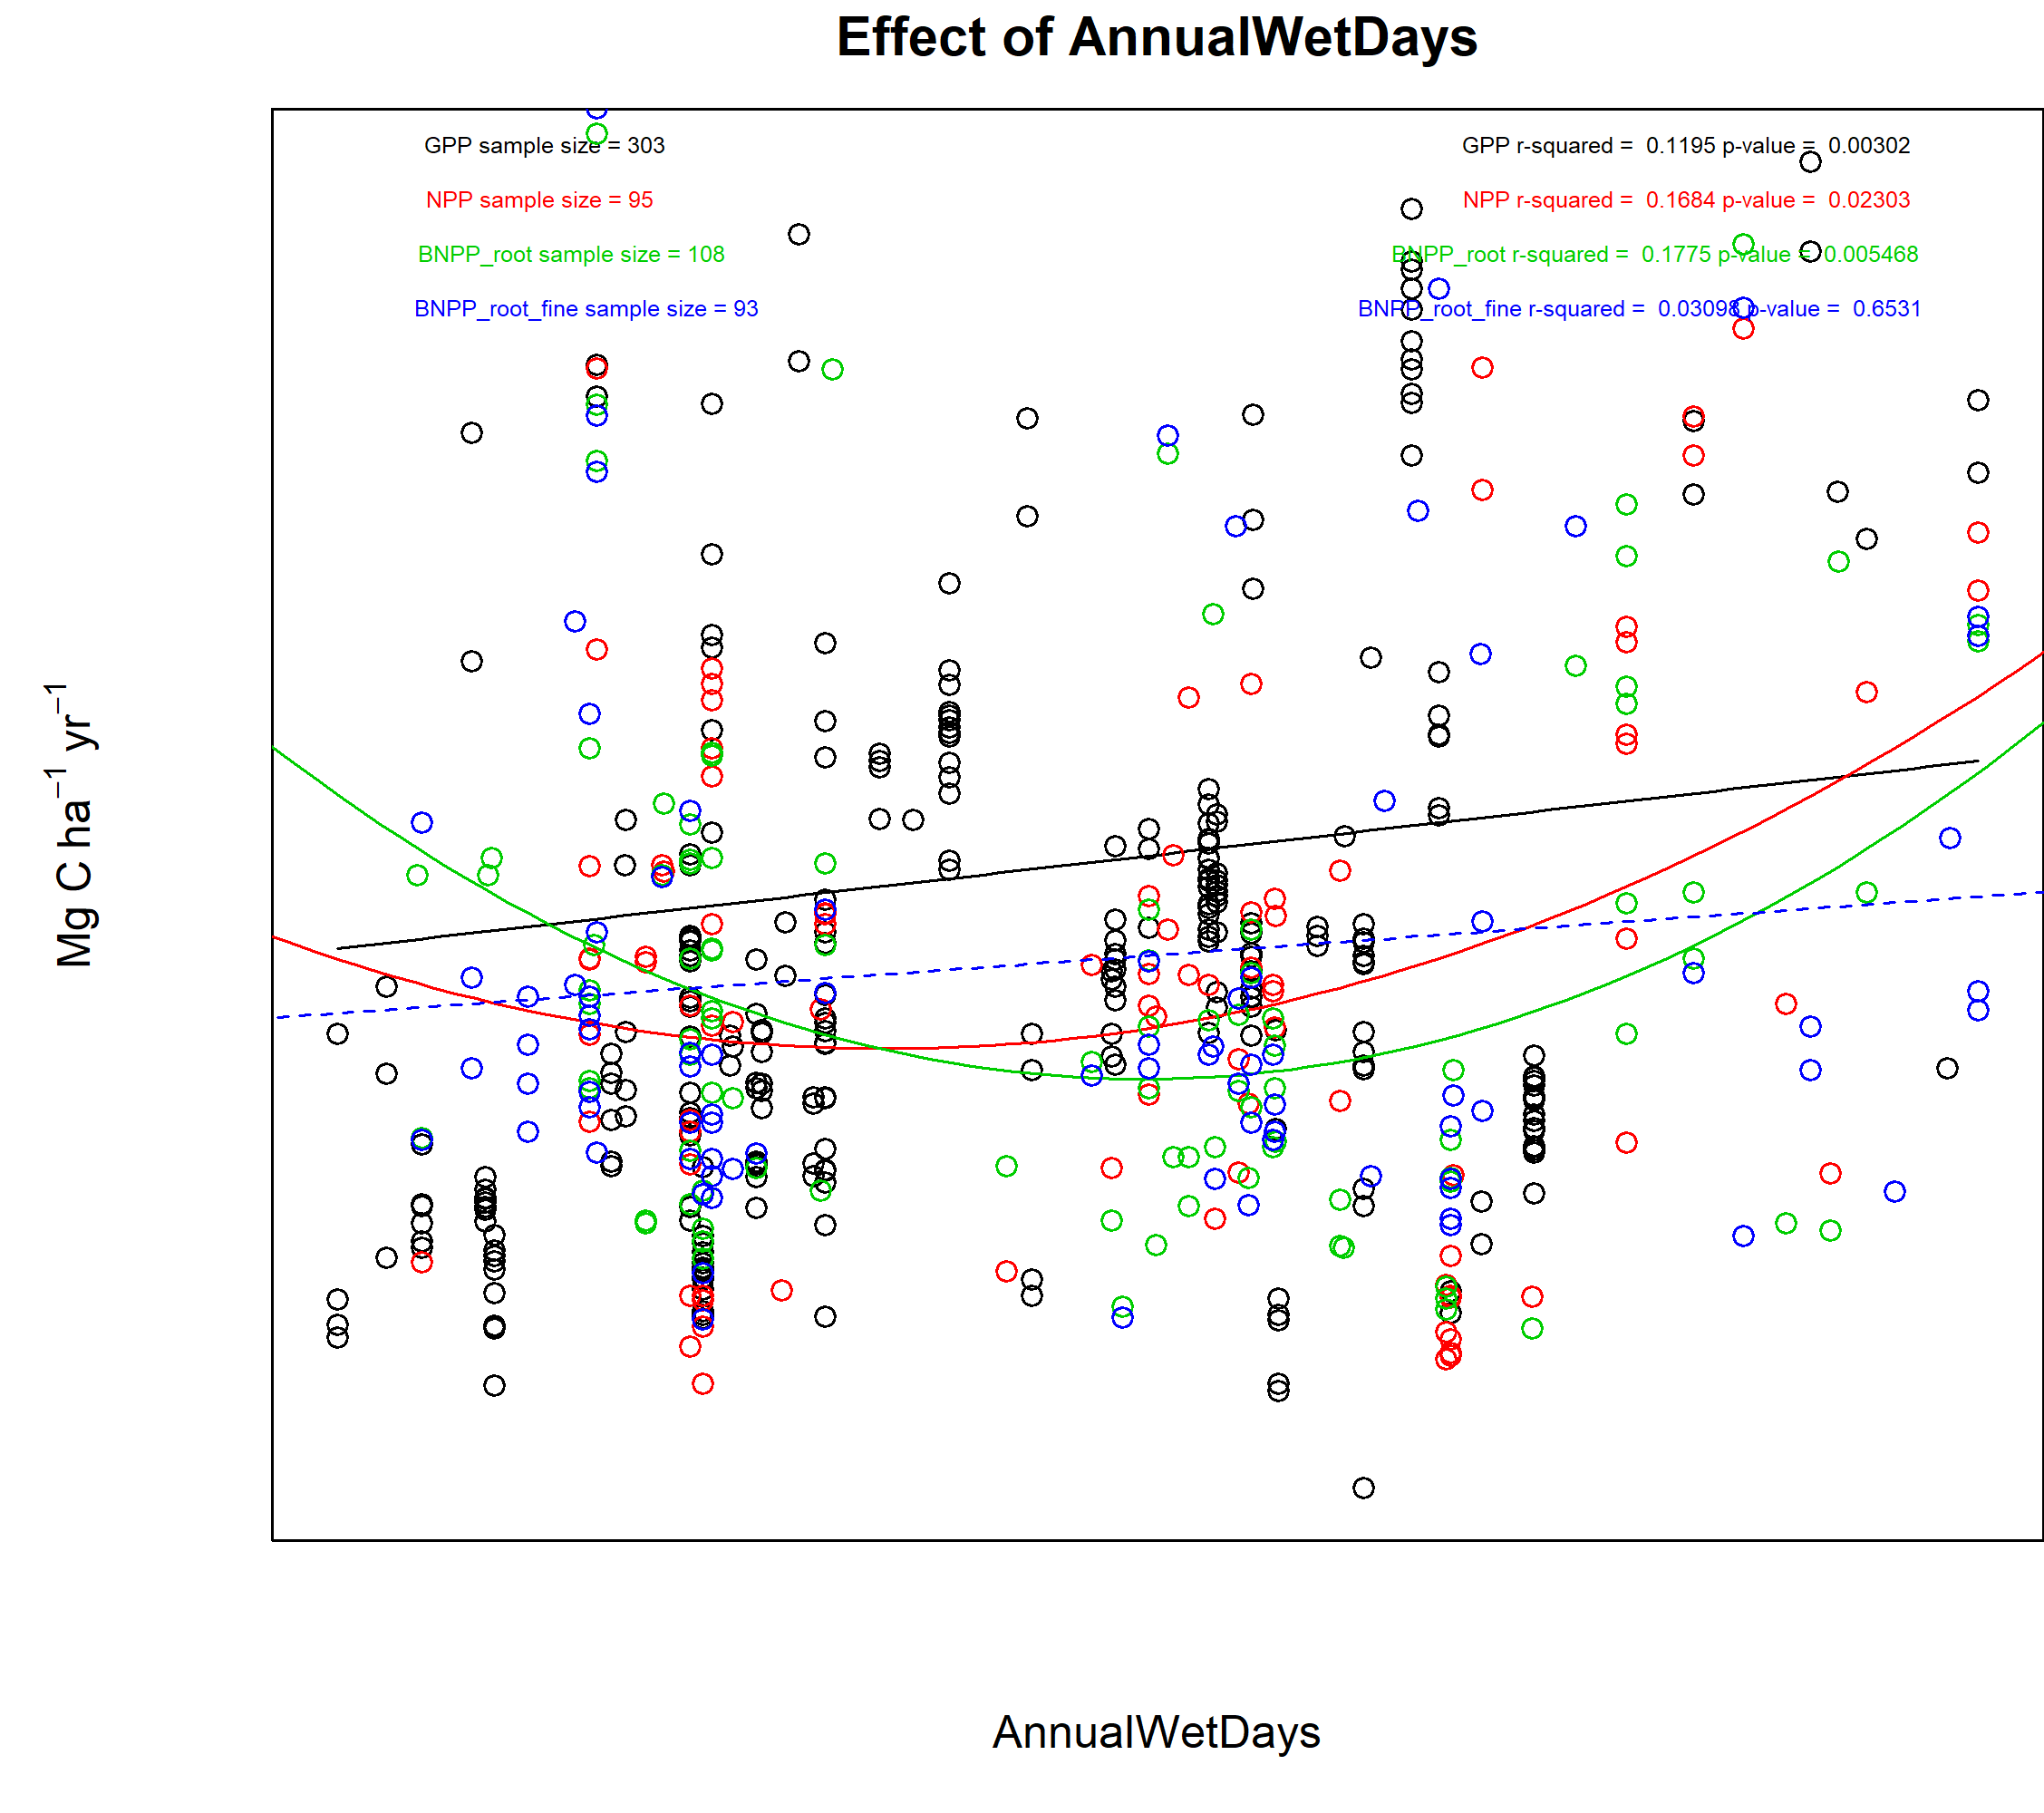 Effect of AnnualWetDays
GPP sample size = 303
GPP r-squared =  0.1195 p-value =  0.00302
NPP sample size = 95
NPP r-squared =  0.1684 p-value =  0.02303
BNPP_root sample size = 108
BNPP_root r-squared =  0.1775 p-value =  0.005468
BNPP_root_fine sample size = 93
BNPP_root_fine r-squared =  0.03098 p-value =  0.6531
Mg C ha⁻¹ yr⁻¹
AnnualWetDays